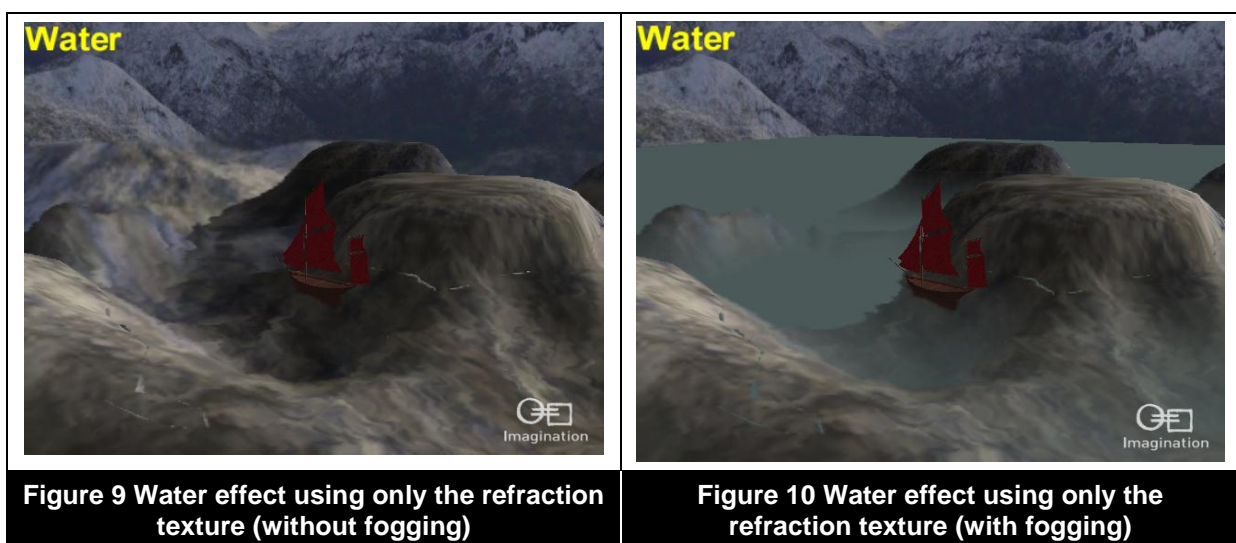 Water
Imagination
Figure 9 Water effect using only the refraction
texture (without fogging)
Water
Imagination
Figure 10 Water effect using only the
refraction texture (with fogging)